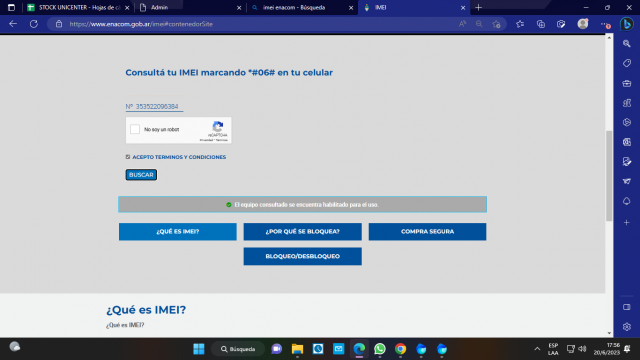 STOCK UNICENTER - Hojas de cá
Admin
imei enacom - Búsqueda
IMEI
https://www.enacom.gob.ar/imei#contenedorSite
Consultá tu IMEI marcando *#06# en tu celular
Nº 353522096384
No soy un robot
reCAPTCHA
Privacidad - Términos
ACEPTO TERMINOS Y CONDICIONES
BUSCAR
El equipo consultado se encuentra habilitado para el uso.
¿QUÉ ES IMEI?
¿POR QUÉ SE BLOQUEA?
COMPRA SEGURA
BLOQUEO/DESBLOQUEO
¿Qué es IMEI?
¿Qué es IMEI?
Búsqueda
ESP
LAA
17:56
20/6/2023